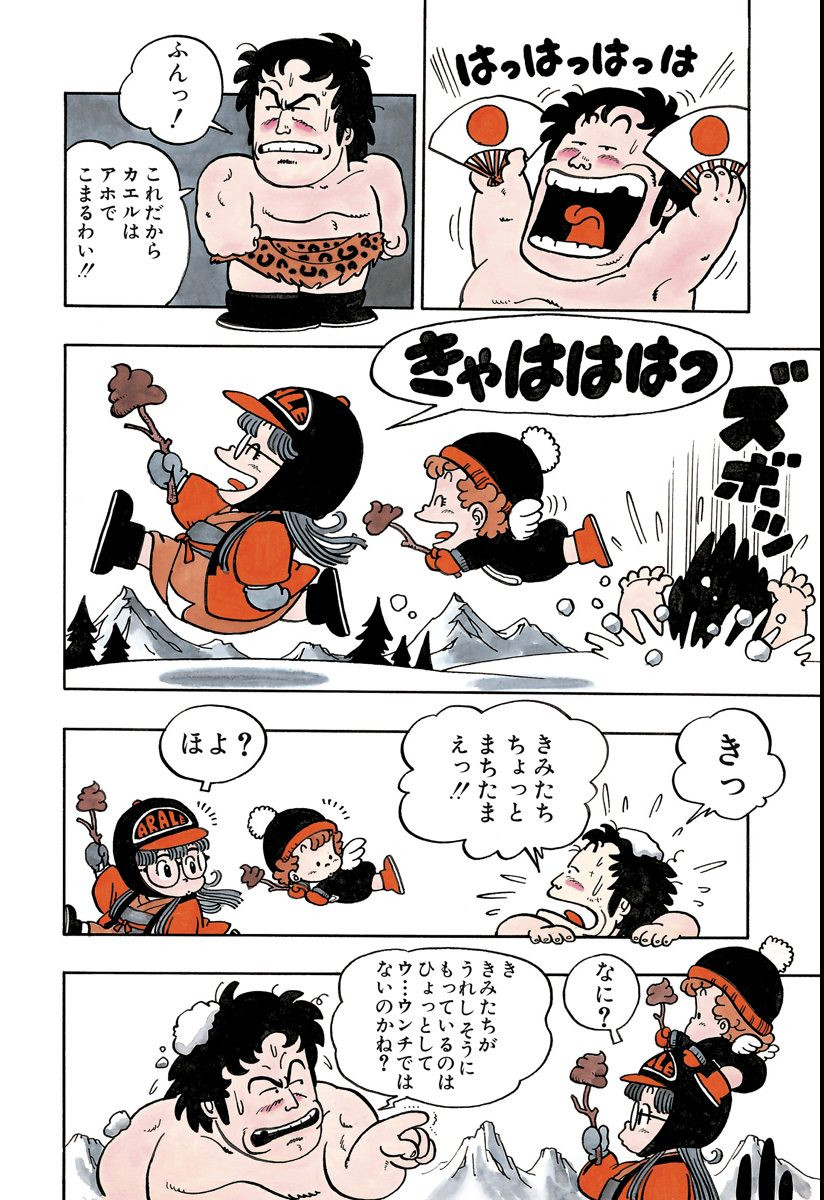 はっはっはっは
ふんっ！
これだから
カエルは
アホで
こまるわい!!
ズボッ
きゃはははっ
ALE
きっ
きみたち
ちょっと
まちたま
えっ!!
ほよ？
ARALE
なに？
き
きみたちが
うれしそうに
もっているのは
ひょっとして
ウ…ウンチでは
ないのかね？
LE